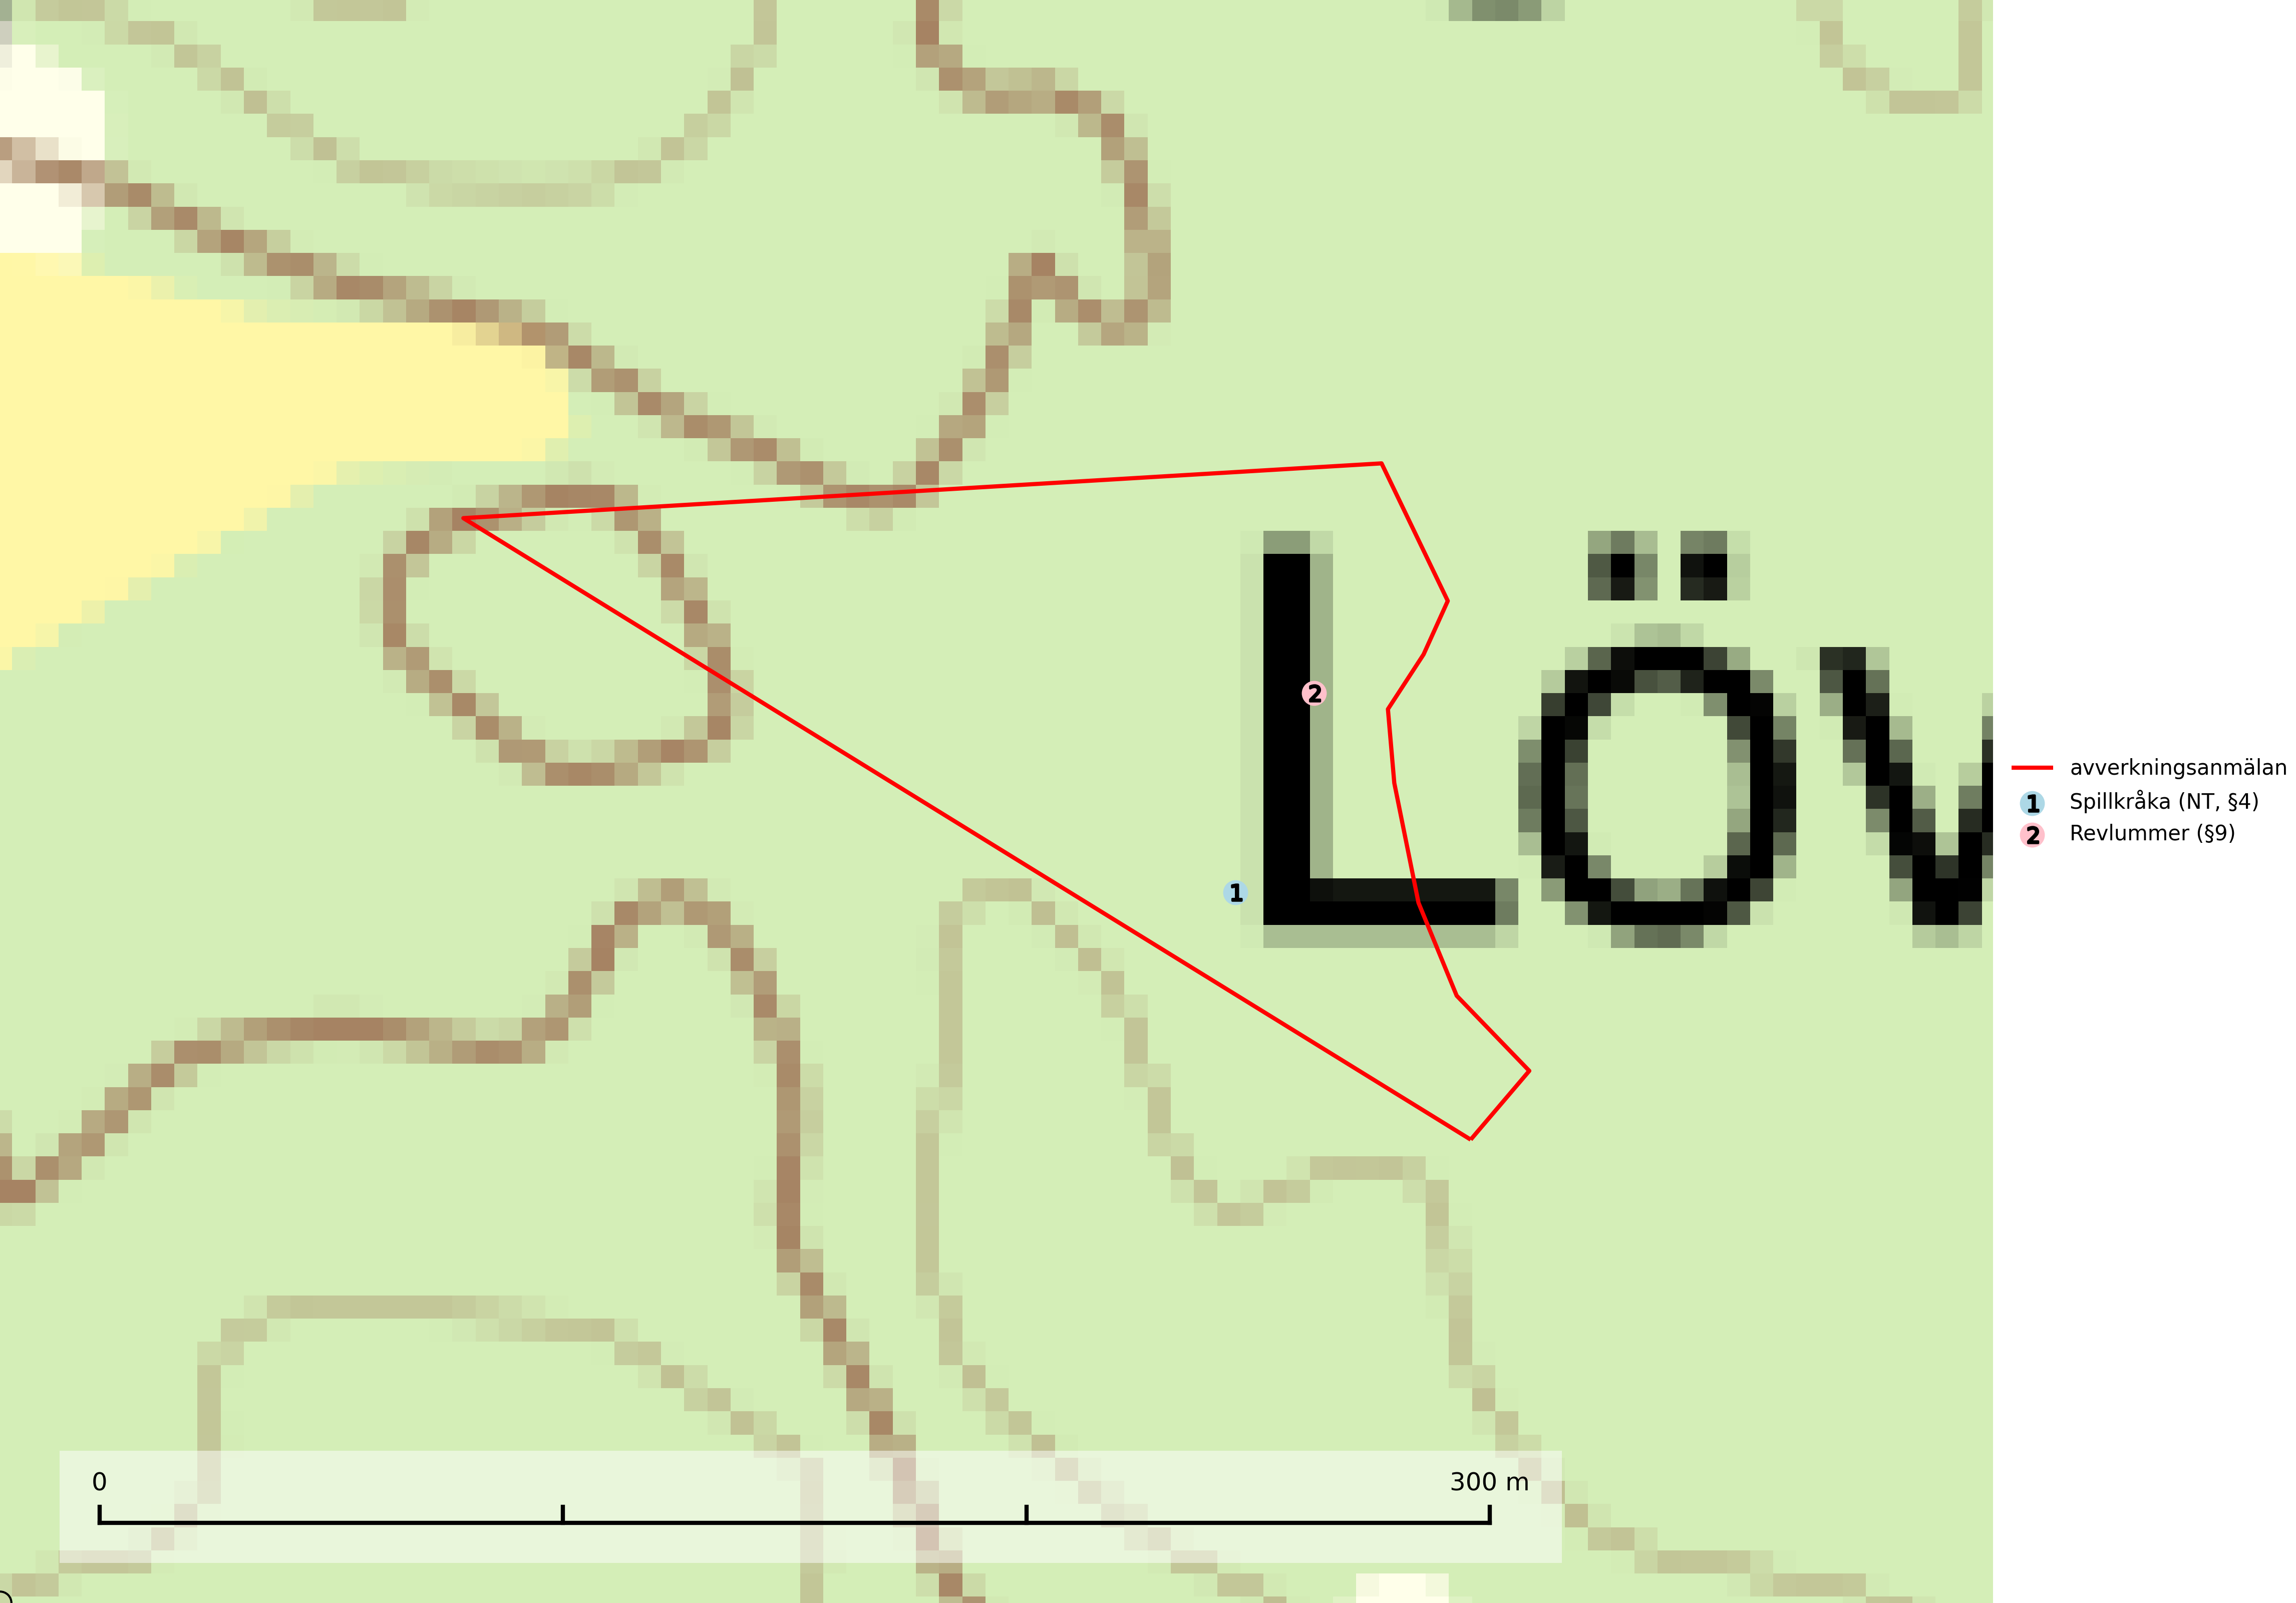 Löv
2
1
avverkningsanmälan
1 Spillkråka (NT, §4)
2 Revlummer (§9)
0 300 m